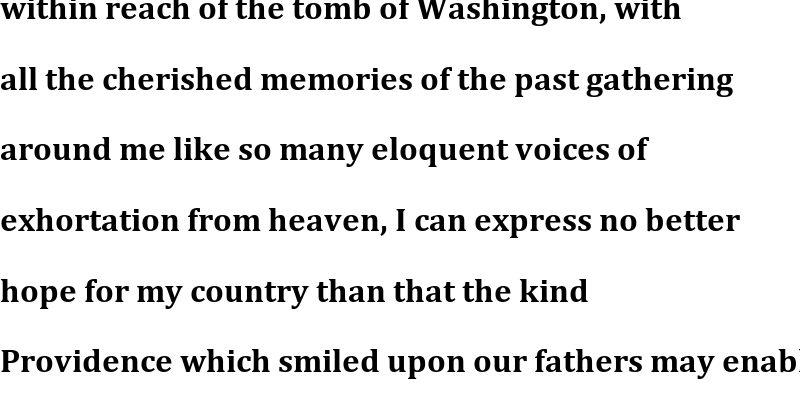 within reach of the tomb of Washington, with
all the cherished memories of the past gathering
around me like so many eloquent voices of
exhortation from heaven, I can express no better
hope for my country than that the kind
Providence which smiled upon our fathers may